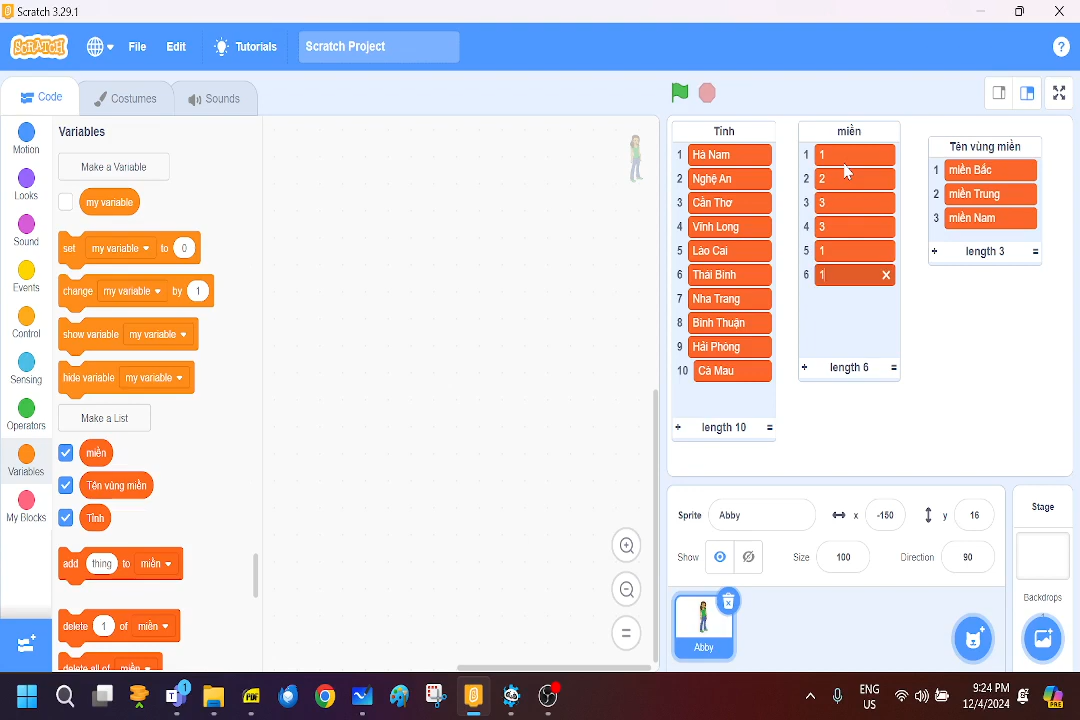 Scratch 3.29.1
SCRATCH
File
Edit
Tutorials
Scratch Project
?
Code
Costumes
Sounds
Motion
Looks
Sound
Events
Control
Sensing
Operators
Variables
My Blocks
Variables
Make a Variable
my variable
set my variable to 0
change my variable by 1
show variable my variable
hide variable my variable
Make a List
miền
Tên vùng miền
Tỉnh
add thing to miền
delete 1 of miền
delete all of miền
Tỉnh
1 Hà Nam
2 Nghệ An
3 Cần Thơ
4 Vĩnh Long
5 Lào Cai
6 Thái Bình
7 Nha Trang
8 Bình Thuận
9 Hải Phòng
10 Cà Mau
+ length 10 =
miền
1 1
2 2
3 3
4 3
5 1
6 1
+ length 6 =
Tên vùng miền
1 miền Bắc
2 miền Trung
3 miền Nam
+ length 3 =
Sprite Abby x -150 y 16
Show Size 100 Direction 90
Abby
Stage
Backdrops
1
PDF
ENG
US
9:24 PM
12/4/2024
PRE